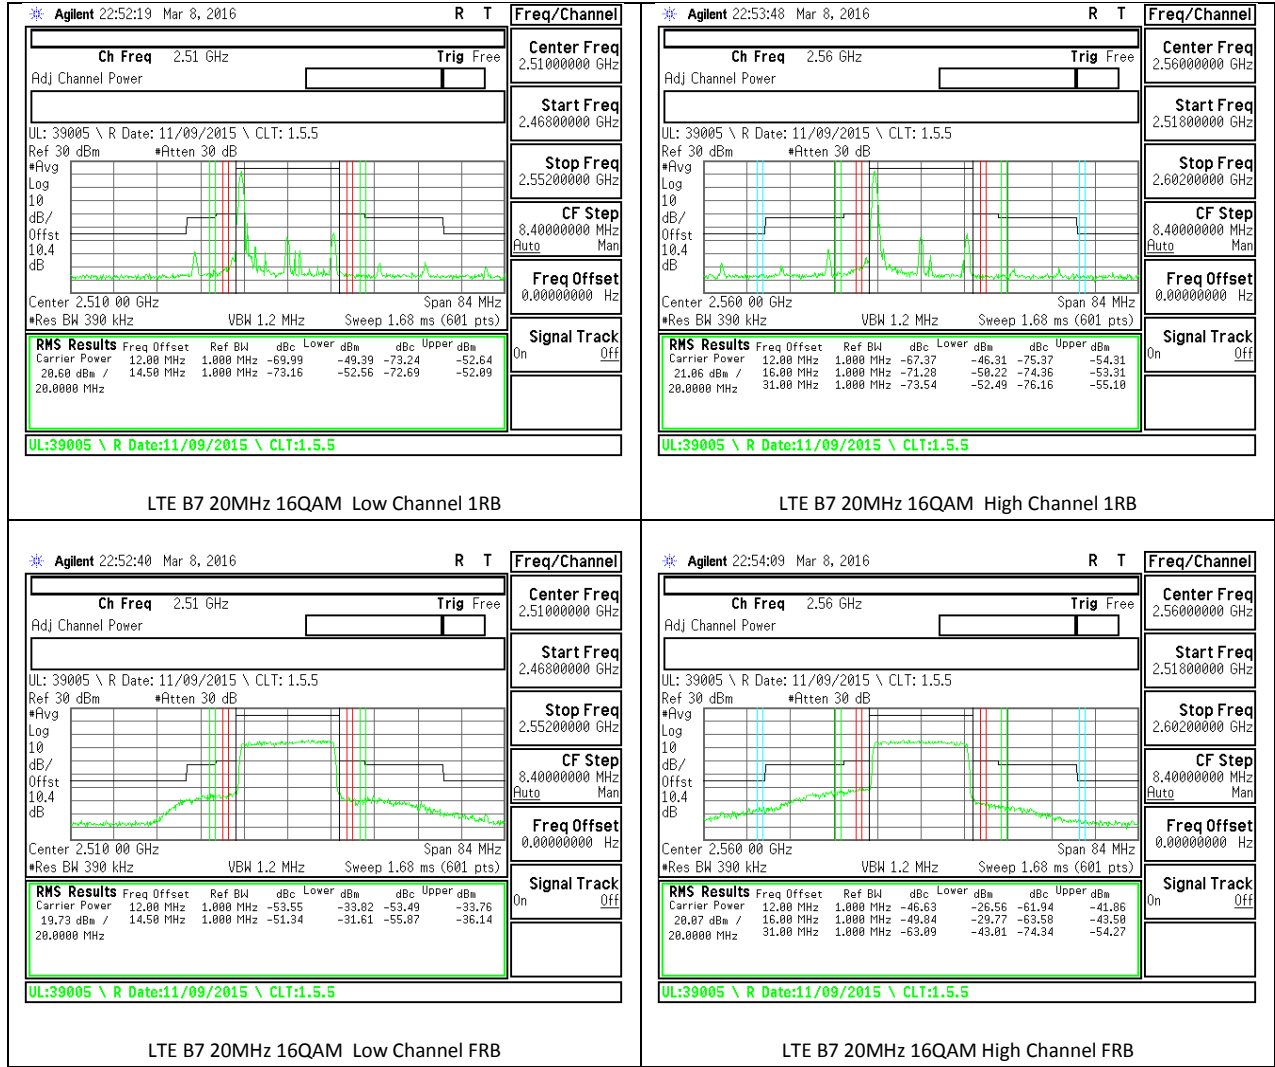 Agilent 22:52:19 Mar 8, 2016 R T Freq/Channel
Ch Freq 2.51 GHz Trig Free
Adj Channel Power
Center Freq
2.51000000 GHz
Start Freq
2.46800000 GHz
UL: 39005 \ R Date: 11/09/2015 \ CLT: 1.5.5
Ref 30 dBm #Atten 30 dB
#Avg
Log
10
dB/
Offst
10.4
dB
Stop Freq
2.55200000 GHz
CF Step
8.40000000 MHz
Auto Man
Freq Offset
0.00000000 Hz
Center 2.510 00 GHz Span 84 MHz
#Res BW 390 kHz VBW 1.2 MHz Sweep 1.68 ms (601 pts)
Signal Track
On Off
RMS Results Freq Offset Ref BW dBc Lower dBm dBc Upper dBm
Carrier Power 12.00 MHz 1.000 MHz -69.99 -49.39 -73.24 -52.64
20.60 dBm / 14.50 MHz 1.000 MHz -73.16 -52.56 -72.69 -52.09
20.0000 MHz
UL:39005 \ R Date:11/09/2015 \ CLT:1.5.5
LTE B7 20MHz 16QAM Low Channel 1RB
Agilent 22:53:48 Mar 8, 2016 R T Freq/Channel
Ch Freq 2.56 GHz Trig Free
Adj Channel Power
Center Freq
2.56000000 GHz
Start Freq
2.51800000 GHz
UL: 39005 \ R Date: 11/09/2015 \ CLT: 1.5.5
Ref 30 dBm #Atten 30 dB
#Avg
Log
10
dB/
Offst
10.4
dB
Stop Freq
2.60200000 GHz
CF Step
8.40000000 MHz
Auto Man
Freq Offset
0.00000000 Hz
Center 2.560 00 GHz Span 84 MHz
#Res BW 390 kHz VBW 1.2 MHz Sweep 1.68 ms (601 pts)
Signal Track
On Off
RMS Results Freq Offset Ref BW dBc Lower dBm dBc Upper dBm
Carrier Power 12.00 MHz 1.000 MHz -67.37 -46.31 -75.37 -54.31
21.06 dBm / 16.00 MHz 1.000 MHz -71.28 -50.22 -74.36 -53.31
20.0000 MHz 31.00 MHz 1.000 MHz -73.54 -52.49 -76.16 -55.10
UL:39005 \ R Date:11/09/2015 \ CLT:1.5.5
LTE B7 20MHz 16QAM High Channel 1RB
Agilent 22:52:40 Mar 8, 2016 R T Freq/Channel
Ch Freq 2.51 GHz Trig Free
Adj Channel Power
Center Freq
2.51000000 GHz
Start Freq
2.46800000 GHz
UL: 39005 \ R Date: 11/09/2015 \ CLT: 1.5.5
Ref 30 dBm #Atten 30 dB
#Avg
Log
10
dB/
Offst
10.4
dB
Stop Freq
2.55200000 GHz
CF Step
8.40000000 MHz
Auto Man
Freq Offset
0.00000000 Hz
Center 2.510 00 GHz Span 84 MHz
#Res BW 390 kHz VBW 1.2 MHz Sweep 1.68 ms (601 pts)
Signal Track
On Off
RMS Results Freq Offset Ref BW dBc Lower dBm dBc Upper dBm
Carrier Power 12.00 MHz 1.000 MHz -53.55 -33.82 -53.49 -33.76
19.73 dBm / 14.50 MHz 1.000 MHz -51.34 -31.61 -55.87 -36.14
20.0000 MHz
UL:39005 \ R Date:11/09/2015 \ CLT:1.5.5
LTE B7 20MHz 16QAM Low Channel FRB
Agilent 22:54:09 Mar 8, 2016 R T Freq/Channel
Ch Freq 2.56 GHz Trig Free
Adj Channel Power
Center Freq
2.56000000 GHz
Start Freq
2.51800000 GHz
UL: 39005 \ R Date: 11/09/2015 \ CLT: 1.5.5
Ref 30 dBm #Atten 30 dB
#Avg
Log
10
dB/
Offst
10.4
dB
Stop Freq
2.60200000 GHz
CF Step
8.40000000 MHz
Auto Man
Freq Offset
0.00000000 Hz
Center 2.560 00 GHz Span 84 MHz
#Res BW 390 kHz VBW 1.2 MHz Sweep 1.68 ms (601 pts)
Signal Track
On Off
RMS Results Freq Offset Ref BW dBc Lower dBm dBc Upper dBm
Carrier Power 12.00 MHz 1.000 MHz -46.63 -26.56 -61.94 -41.86
20.07 dBm / 16.00 MHz 1.000 MHz -49.84 -29.77 -63.58 -43.50
20.0000 MHz 31.00 MHz 1.000 MHz -63.09 -43.01 -74.34 -54.27
UL:39005 \ R Date:11/09/2015 \ CLT:1.5.5
LTE B7 20MHz 16QAM High Channel FRB